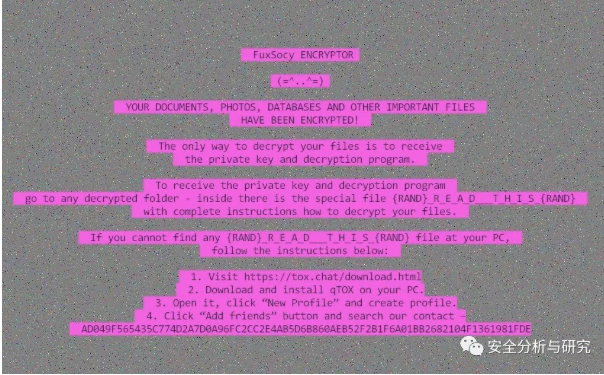 FuxSocy ENCRYPTOR
(=^..^=)
YOUR DOCUMENTS, PHOTOS, DATABASES AND OTHER IMPORTANT FILES
HAVE BEEN ENCRYPTED!
The only way to decrypt your files is to receive
the private key and decryption program.
To receive the private key and decryption program
go to any decrypted folder - inside there is the special file {RAND}_R_E_A_D___T_H_I_S_{RAND}
with complete instructions how to decrypt your files.
If you cannot find any {RAND}_R_E_A_D___T_H_I_S_{RAND} file at your PC,
follow the instructions below:
1. Visit https://tox.chat/download.html
2. Download and install qTOX on your PC.
3. Open it, click “New Profile” and create profile.
4. Click “Add friends” button and search our contact –
AD049F565435C774D2A7D0A96FC2CC2E4AB5D6B860AEB52F2B1F6A01BB2682104F1361981FDE
安全分析与研究